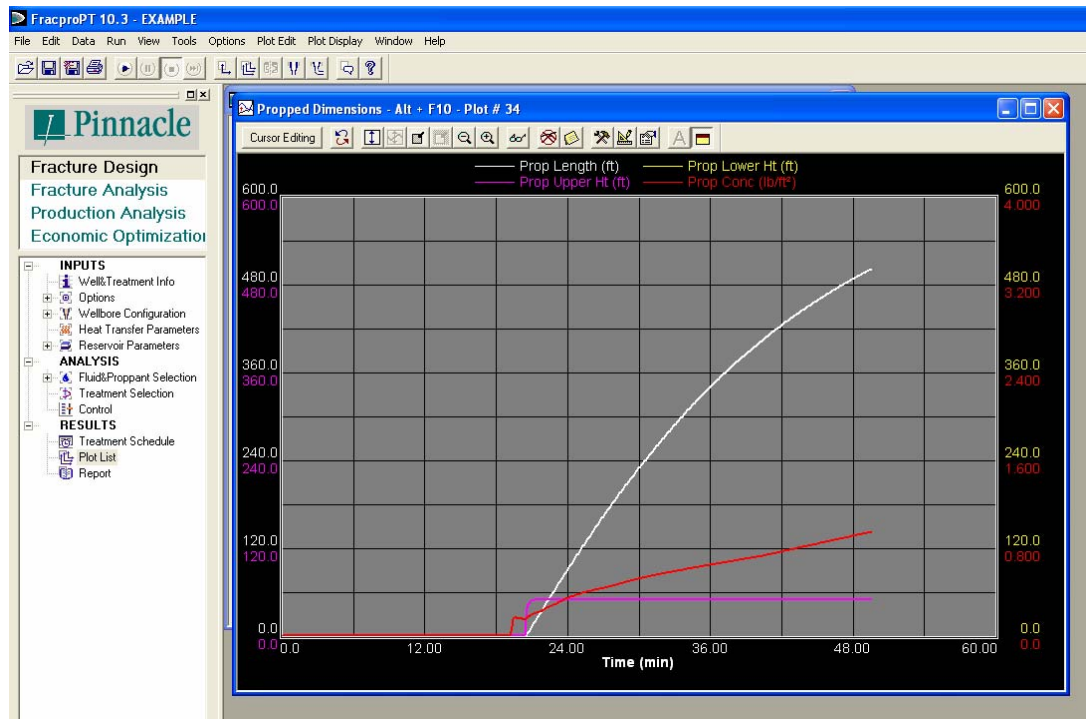 FracproPT 10.3 - EXAMPLE
File Edit Data Run View Tools Options Plot Edit Plot Display Window Help
Pinnacle
Fracture Design
Fracture Analysis
Production Analysis
Economic Optimizatio
INPUTS
Well&Treatment Info
Options
Wellbore Configuration
Heat Transfer Parameters
Reservoir Parameters
ANALYSIS
Fluid&Proppant Selection
Treatment Selection
Control
RESULTS
Treatment Schedule
Plot List
Report
Propped Dimensions - Alt + F10 - Plot # 34
Cursor Editing
A
Prop Length (ft) Prop Lower Ht (ft)
Prop Upper Ht (ft) Prop Conc (lb/ft²)
600.0 600.0
600.0 4.000
480.0 480.0
480.0 3.200
360.0 360.0
360.0 2.400
240.0 240.0
240.0 1.600
120.0 120.0
120.0 0.800
0.0 0.0
0.0 0.0
0.0 12.00 24.00 36.00 48.00 60.00
Time (min)